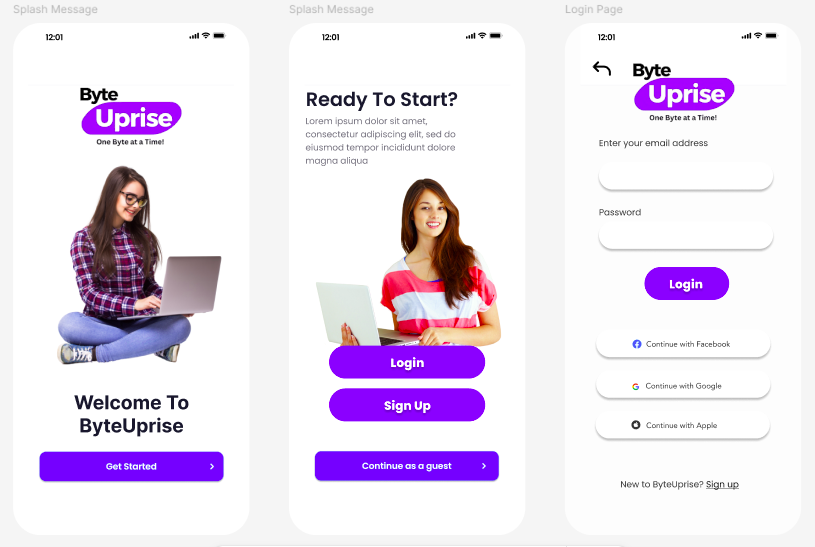 Splash Message
12:01
Byte
Uprise
One Byte at a Time!
Welcome To
ByteUprise
Get Started
Splash Message
12:01
Ready To Start?
Lorem ipsum dolor sit amet,
consectetur adipiscing elit, sed do
eiusmod tempor incididunt dolore
magna aliqua
Login
Sign Up
Continue as a guest
Login Page
12:01
Byte
Uprise
One Byte at a Time!
Enter your email address
Password
Login
Continue with Facebook
Continue with Google
Continue with Apple
New to ByteUprise? Sign up